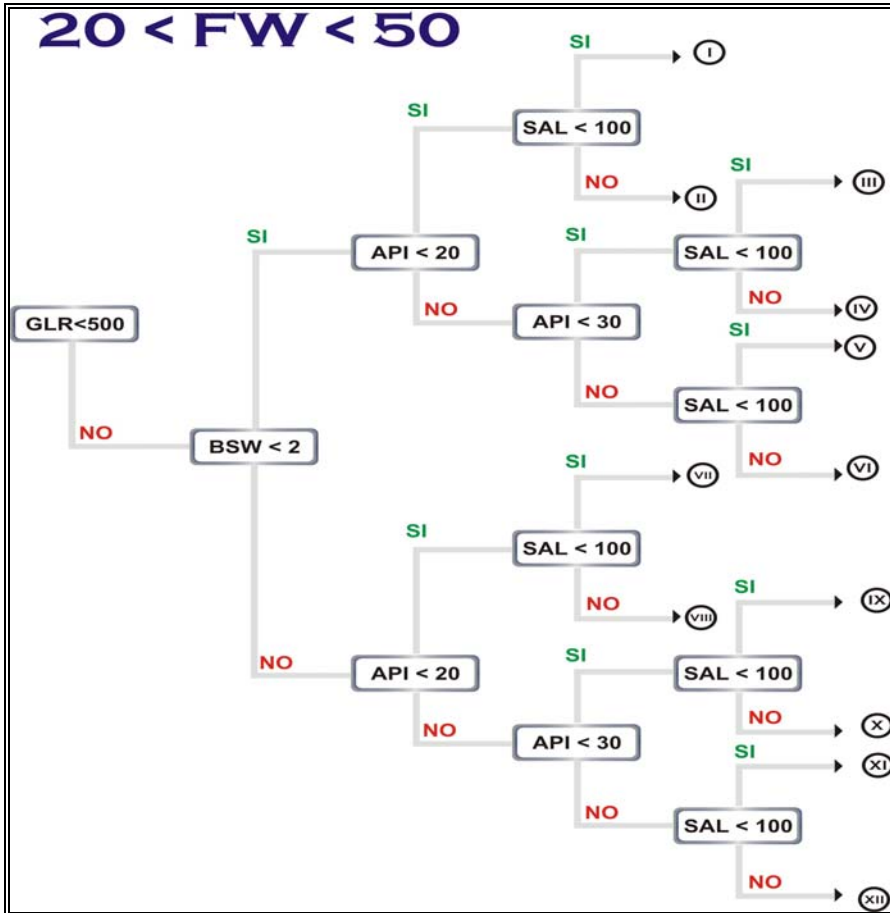 20 < FW < 50
SI
I
SI
SAL < 100
NO
II
SI
III
SI
API < 20
SI
SAL < 100
NO
IV
GLR<500
NO
API < 30
SI
V
NO
SAL < 100
NO
BSW < 2
NO
VI
SI
VII
SI
SAL < 100
NO
VIII
SI
IX
NO
API < 20
SI
SAL < 100
NO
X
NO
API < 30
SI
XI
NO
SAL < 100
NO
XII